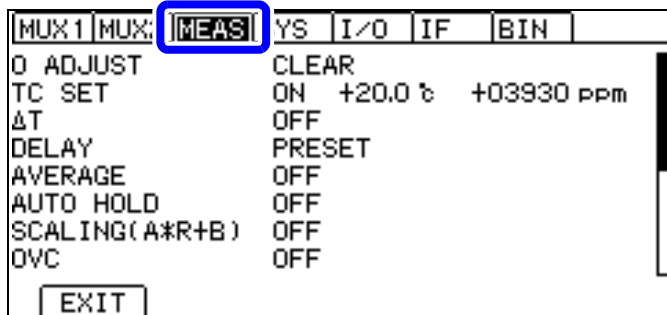 MUX1 MUX: MEAS YS I/O IF BIN
0 ADJUST CLEAR
TC SET ON +20.0 ℃ +03930 ppm
ΔT OFF
DELAY PRESET
AVERAGE OFF
AUTO HOLD OFF
SCALING(A*R+B) OFF
OVC OFF
EXIT